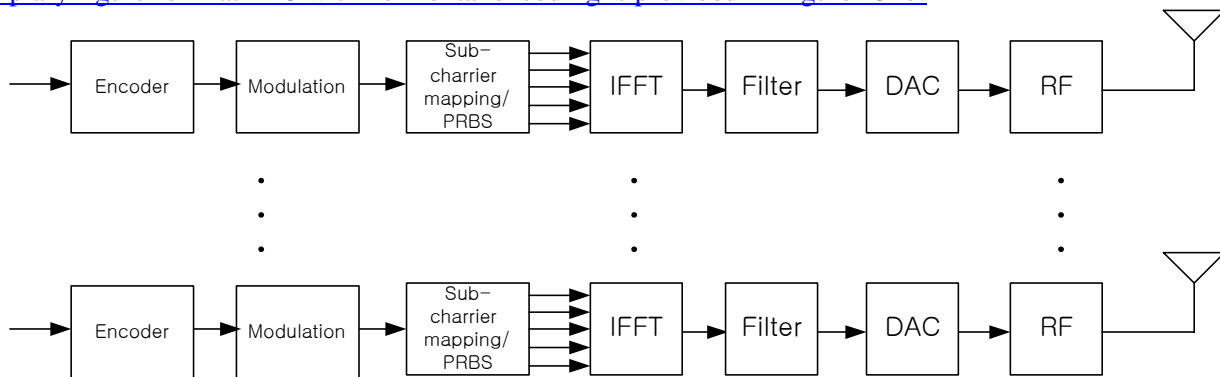 Encoder Modulation Sub-
charrier
mapping/
PRBS IFFT Filter DAC RF
Encoder Modulation Sub-
charrier
mapping/
PRBS IFFT Filter DAC RF